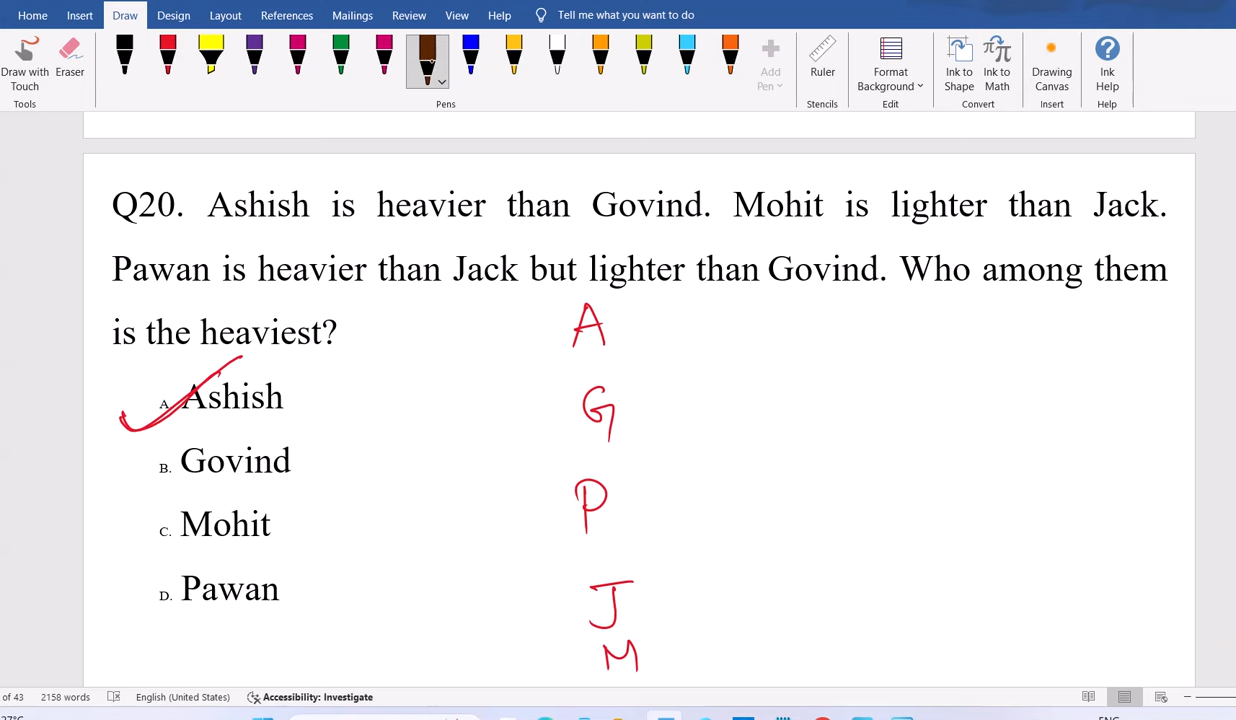 Home Insert Draw Design Layout References Mailings Review View Help Tell me what you want to do
Draw with Touch
Eraser
Add Pen
Ruler
Format Background
Ink to Shape
Ink to Math
Drawing Canvas
Ink Help
Tools Pens Stencils Edit Convert Insert Help
Q20. Ashish is heavier than Govind. Mohit is lighter than Jack.
Pawan is heavier than Jack but lighter than Govind. Who among them
is the heaviest?
A
A. Ashish
G
B. Govind
P
C. Mohit
D. Pawan
J
M
of 43 2158 words English (United States) Accessibility: Investigate
27°C ENG